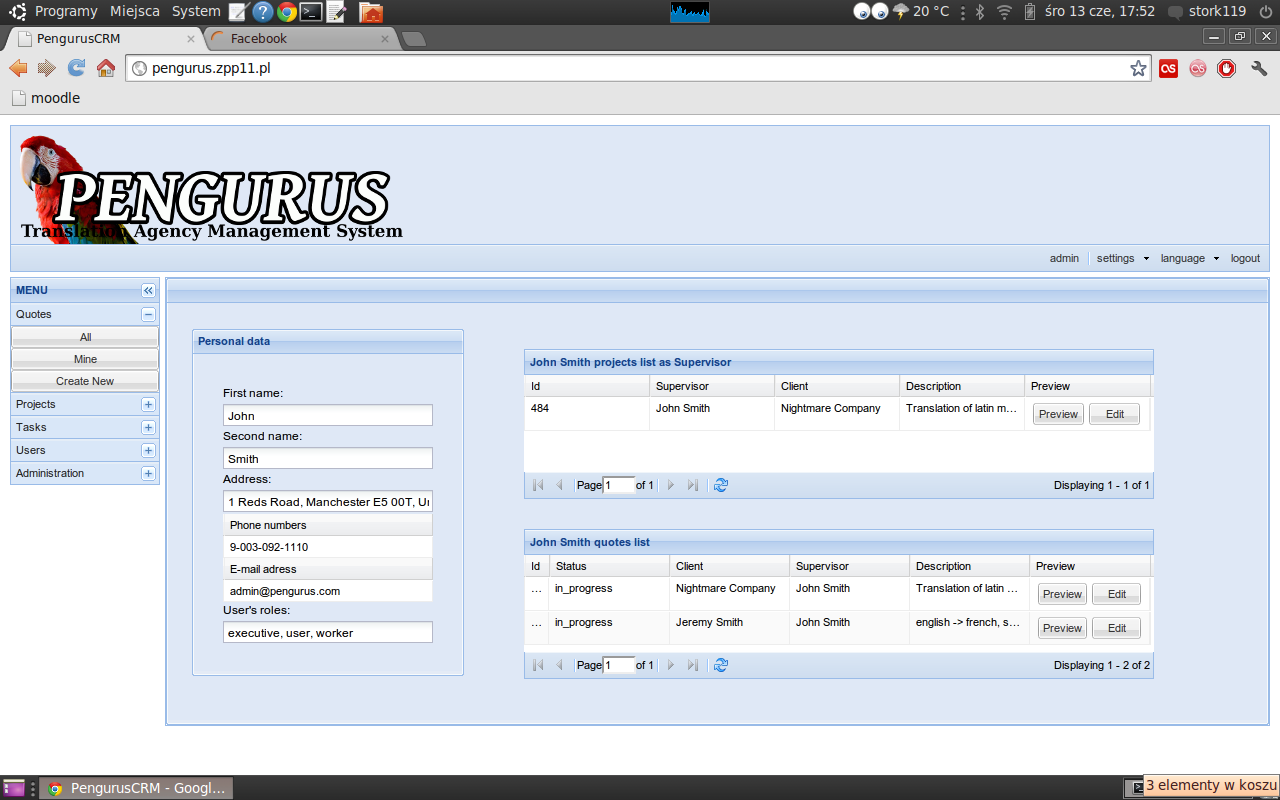 Programy Miejsca System 20 °C śro 13 cze, 17:52 stork119
PengurusCRM Facebook
pengurus.zpp11.pl
moodle
PENGURUS
Translation Agency Management System
admin settings language logout
MENU
Quotes
All
Mine
Create New
Projects
Tasks
Users
Administration
Personal data
First name:
John
Second name:
Smith
Address:
1 Reds Road, Manchester E5 00T,
Phone numbers
9-003-092-1110
E-mail adress
admin@pengurus.com
User's roles:
executive, user, worker
John Smith projects list as Supervisor
Id Supervisor Client Description Preview
484 John Smith Nightmare Company Translation of latin m... Preview Edit
Page 1 of 1 Displaying 1 - 1 of 1
John Smith quotes list
Id Status Client Supervisor Description Preview
... in_progress Nightmare Company John Smith Translation of latin ... Preview Edit
... in_progress Jeremy Smith John Smith english -> french, s... Preview Edit
Page 1 of 1 Displaying 1 - 2 of 2
PengurusCRM - Googl...
3 elementy w koszu